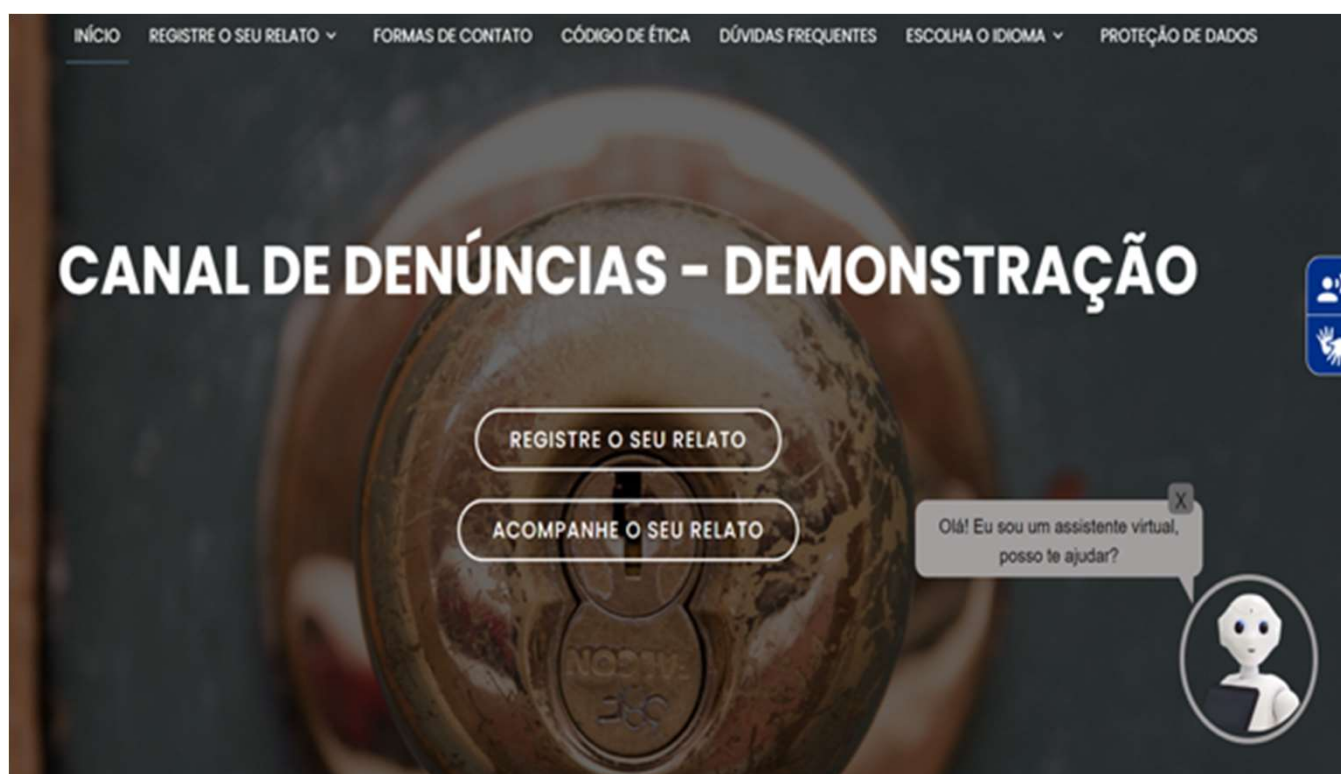 INÍCIO REGISTRE O SEU RELATO FORMAS DE CONTATO CÓDIGO DE ÉTICA DÚVIDAS FREQUENTES ESCOLHA O IDIOMA PROTEÇÃO DE DADOS
CANAL DE DENÚNCIAS - DEMONSTRAÇÃO
REGISTRE O SEU RELATO
ACOMPANHE O SEU RELATO
X
Olá! Eu sou um assistente virtual,
posso te ajudar?